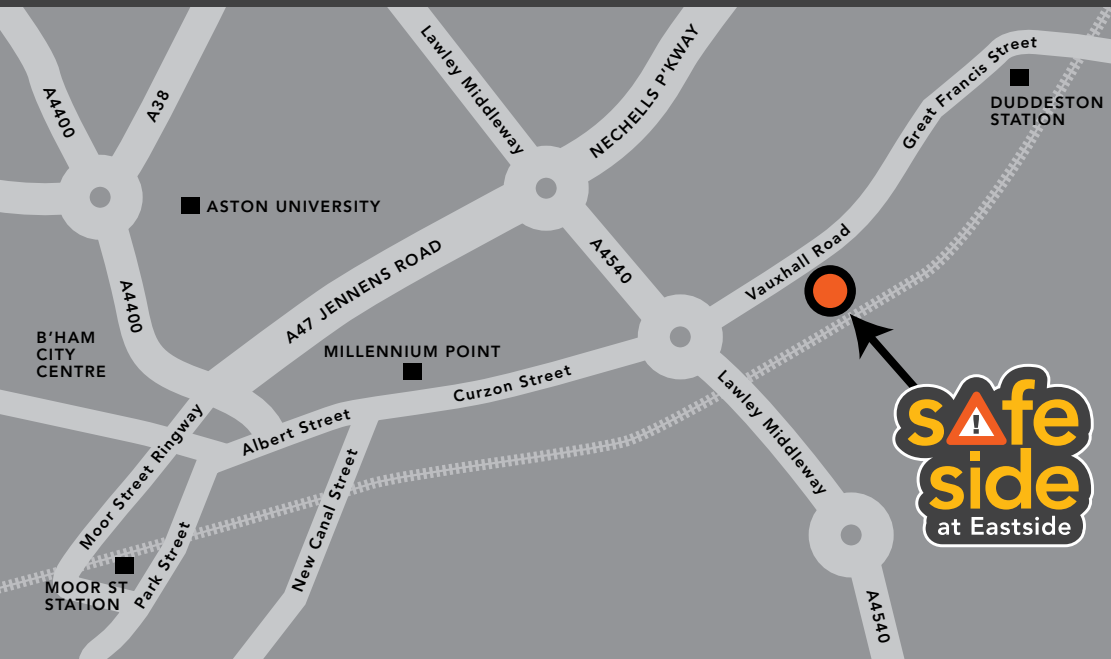 A4400
A38
Lawley Middleway
NECHELLS P'KWAY
Great Francis Street
DUDDESTON
STATION
ASTON UNIVERSITY
A4540
Vauxhall Road
A47 JENNENS ROAD
A4400
B'HAM
CITY
CENTRE
MILLENNIUM POINT
Curzon Street
Lawley Middleway
safe
side
at Eastside
Albert Street
Moor Street Ringway
New Canal Street
Park Street
MOOR ST
STATION
A4540